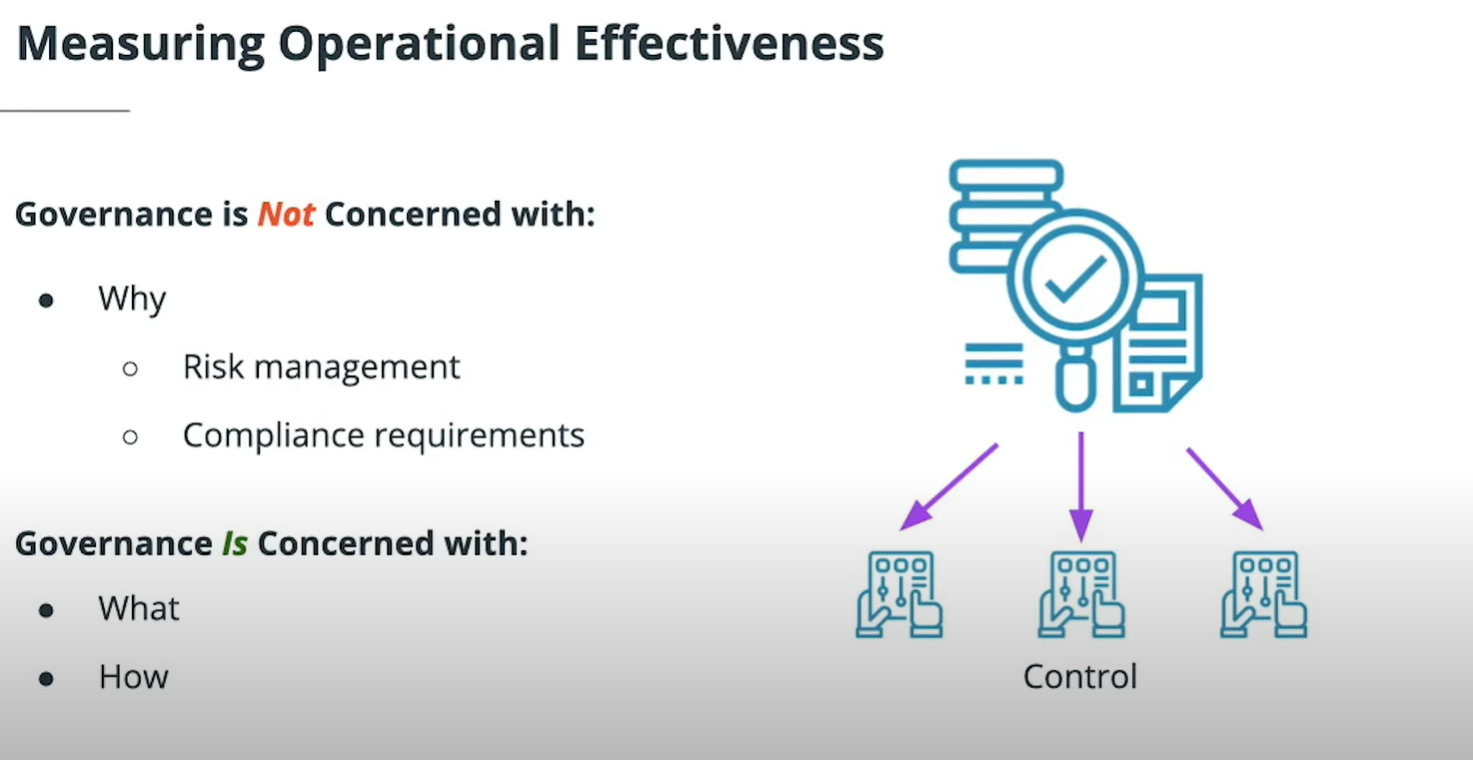 Measuring Operational Effectiveness
Governance is Not Concerned with:
Why
Risk management
Compliance requirements
Governance Is Concerned with:
What
How
Control